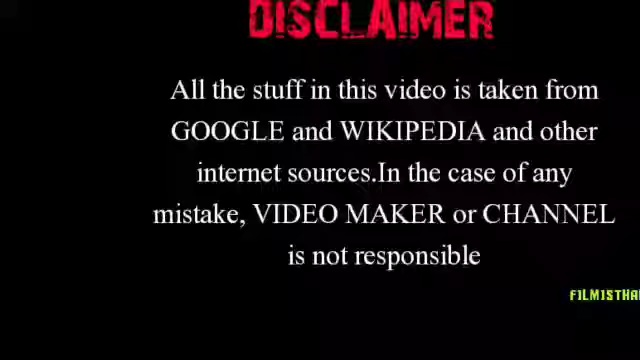 DISCLAIMER
All the stuff in this video is taken from
GOOGLE and WIKIPEDIA and other
internet sources.In the case of any
mistake, VIDEO MAKER or CHANNEL
is not responsible